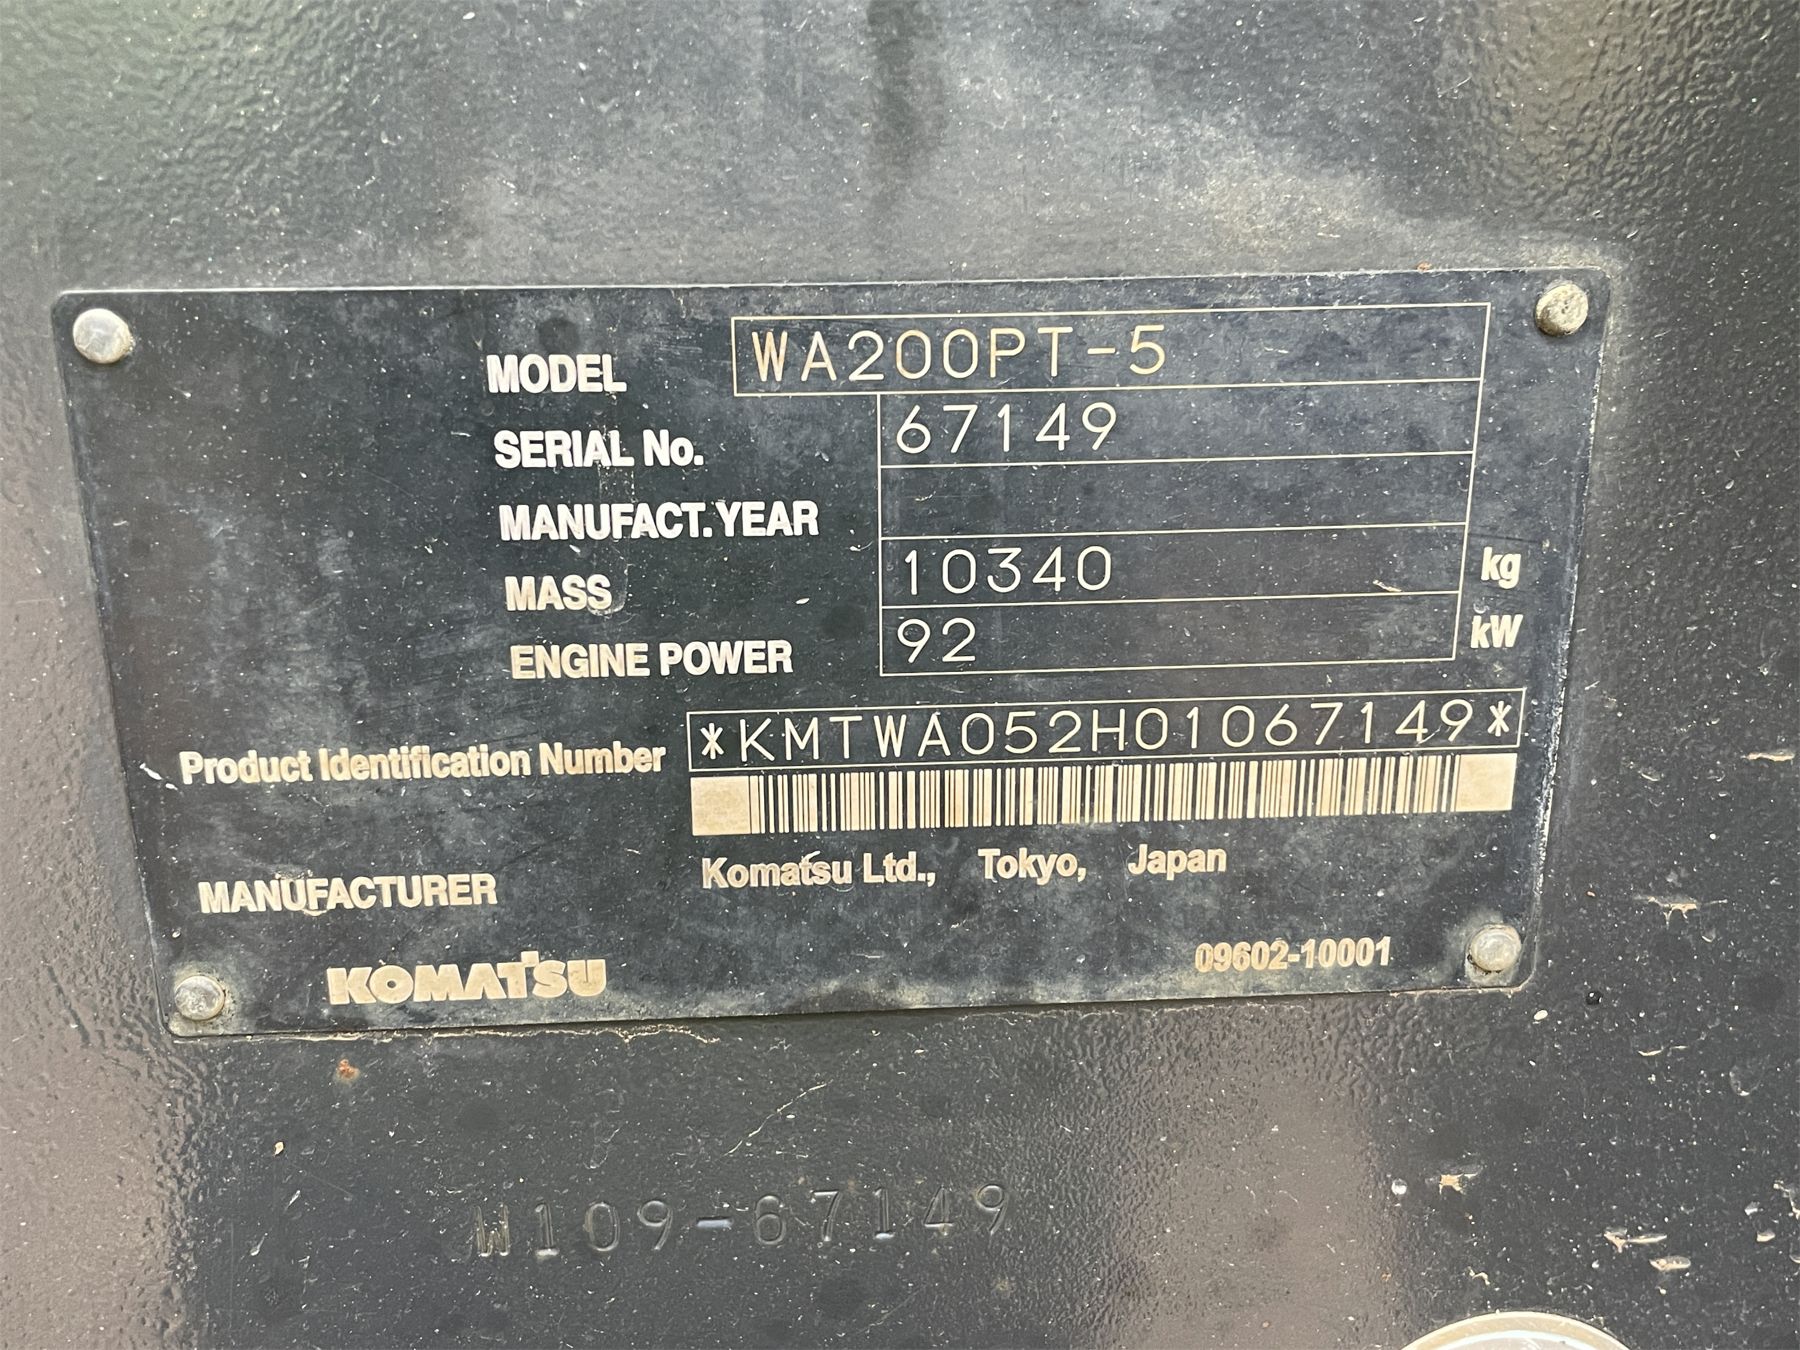 MODEL WA200PT-5
SERIAL No. 67149
MANUFACT. YEAR
MASS 10340 kg
ENGINE POWER 92 kW
Product Identification Number *KMTWA052H01067149*
MANUFACTURER Komatsu Ltd., Tokyo, Japan
KOMATSU 09602-10001
W109-67149